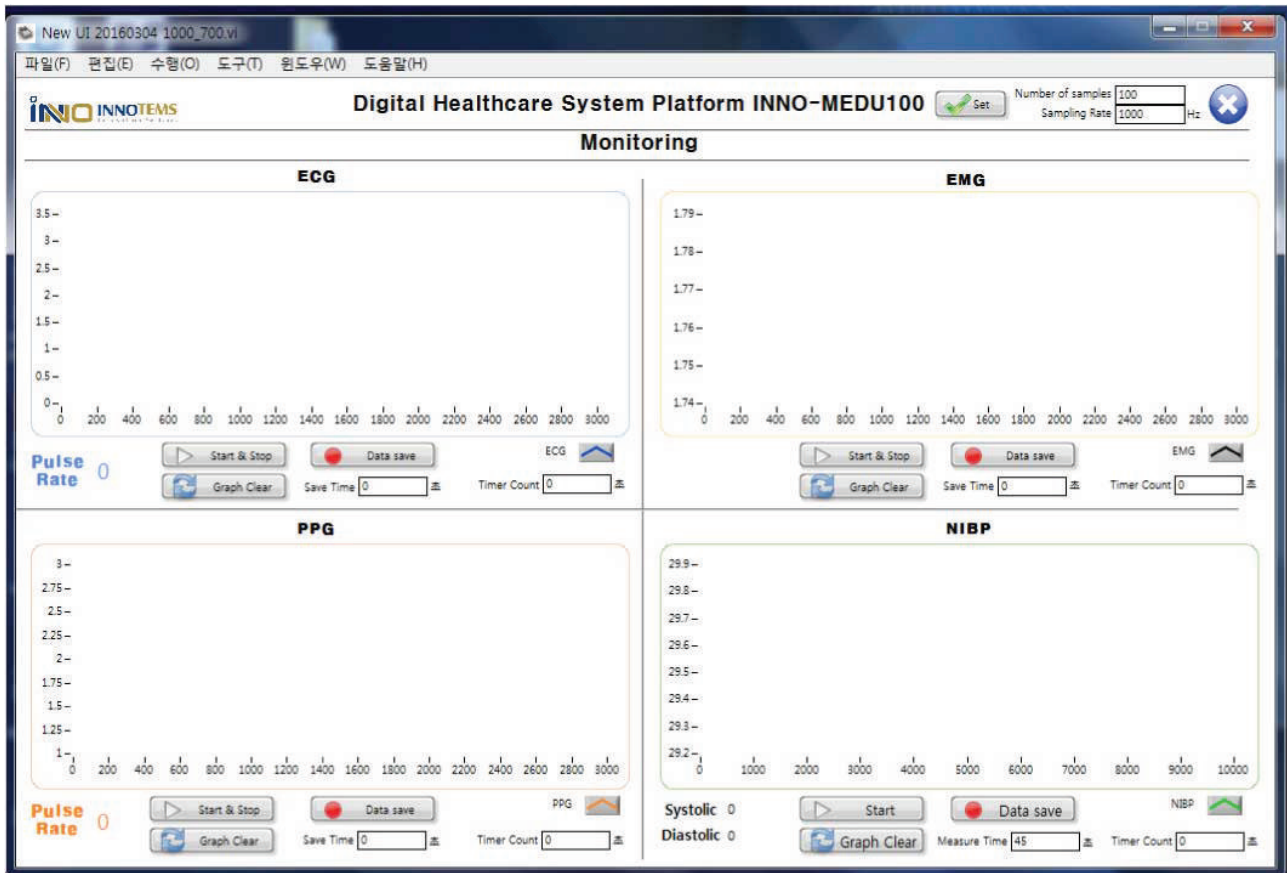 New UI 20160304 1000_700.vi
파일(F) 편집(E) 수행(O) 도구(T) 윈도우(W) 도움말(H)
INNO INNOTEMS
Digital Healthcare System Platform INNO-MEDU100
Set
Number of samples 100
Sampling Rate 1000 Hz
Monitoring
ECG
3.5
3
2.5
2
1.5
1
0.5
0
0 200 400 600 800 1000 1200 1400 1600 1800 2000 2200 2400 2600 2800 3000
Pulse Rate 0
Start & Stop
Data save
ECG
Graph Clear
Save Time 0 초
Timer Count 0 초
EMG
1.79
1.78
1.77
1.76
1.75
1.74
0 200 400 600 800 1000 1200 1400 1600 1800 2000 2200 2400 2600 2800 3000
Start & Stop
Data save
EMG
Graph Clear
Save Time 0 초
Timer Count 0 초
PPG
3
2.75
2.5
2.25
2
1.75
1.5
1.25
1
0 200 400 600 800 1000 1200 1400 1600 1800 2000 2200 2400 2600 2800 3000
Pulse Rate 0
Start & Stop
Data save
PPG
Graph Clear
Save Time 0 초
Timer Count 0 초
NIBP
29.9
29.8
29.7
29.6
29.5
29.4
29.3
29.2
0 1000 2000 3000 4000 5000 6000 7000 8000 9000 10000
Systolic 0
Start
Data save
NIBP
Diastolic 0
Graph Clear
Measure Time 45 초
Timer Count 0 초